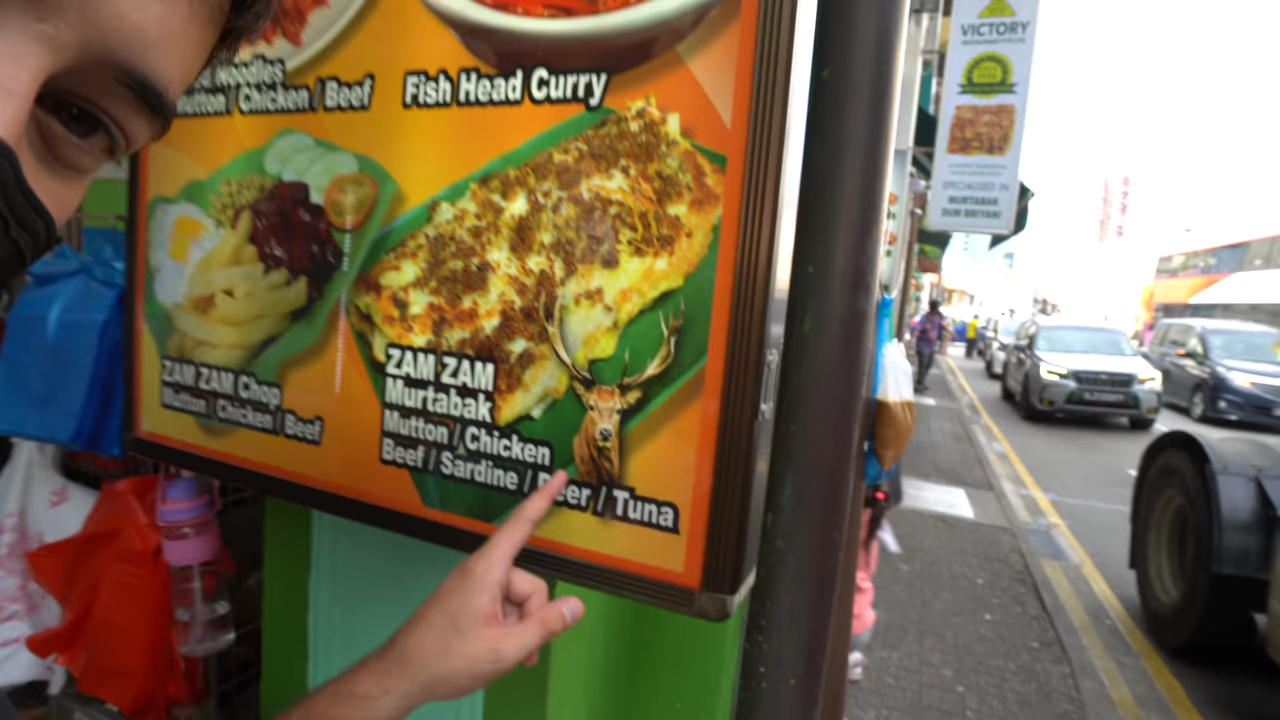 Noodles
Mutton / Chicken / Beef
Fish Head Curry
ZAM ZAM Chop
Mutton / Chicken / Beef
ZAM ZAM
Murtabak
Mutton / Chicken
Beef / Sardine / Deer / Tuna
VICTORY
SPECIALISED IN
MURTABAK
DUM BRIYANI